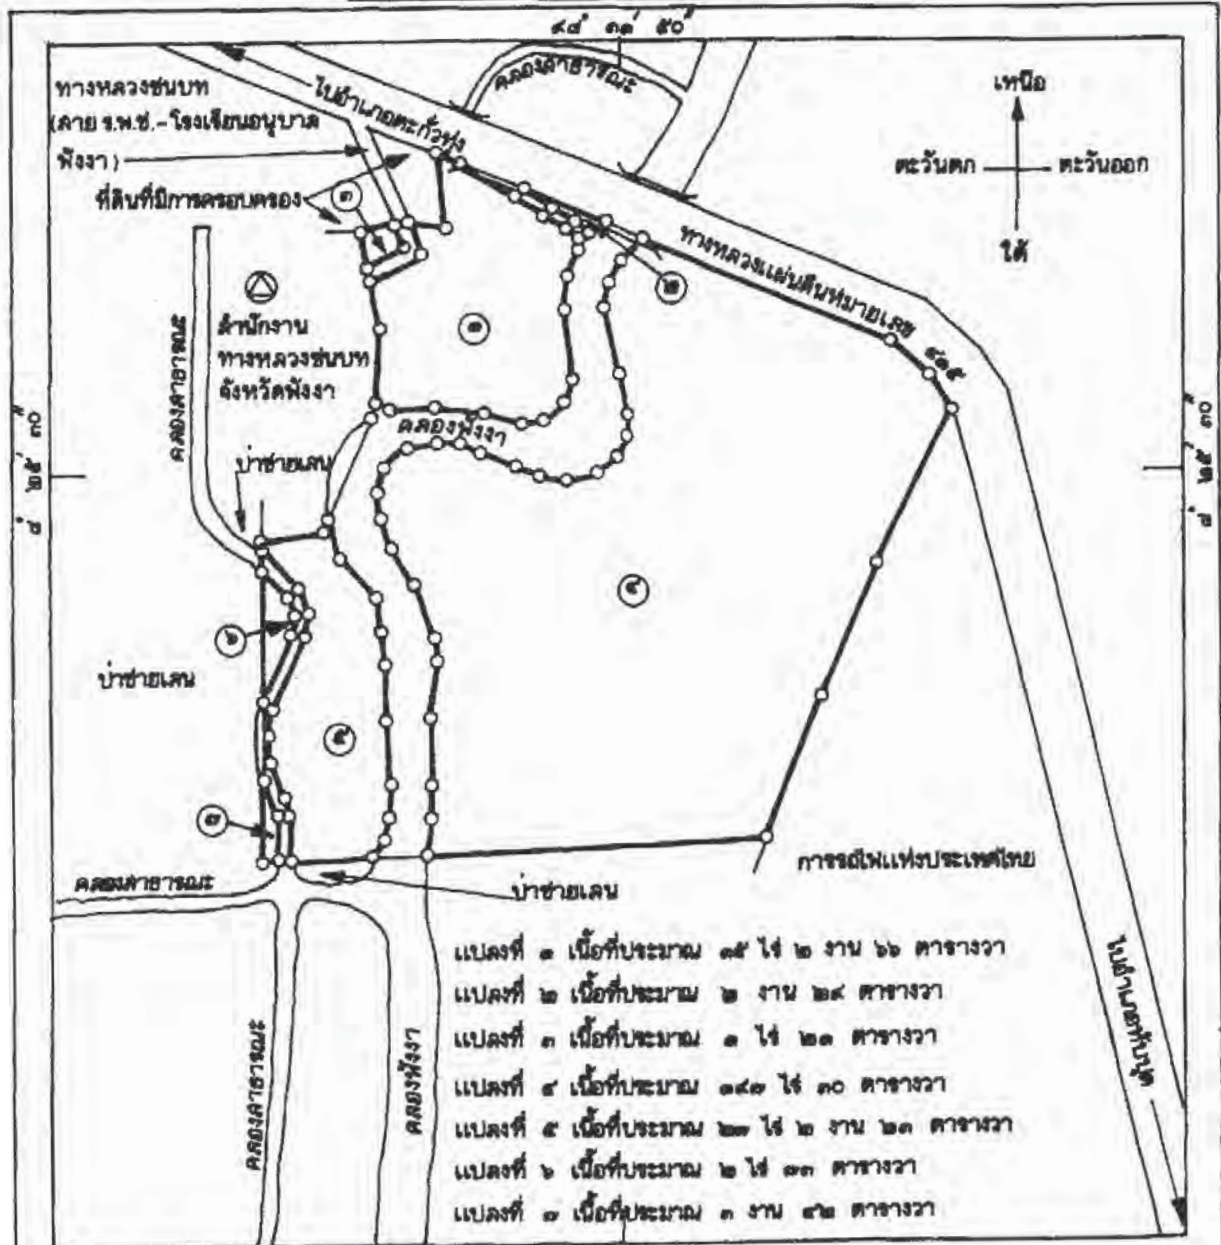 ทางหลวงชนบท
(สาย ร.พ.ช.-โรงเรียนอนุบาล
พังงา)
ที่ดินที่มีการครอบครอง
ไปอำเภอตะกั่วทุ่ง
คลองสาธารณะ
เหนือ
ตะวันตก
ตะวันออก
ใต้
๓
๒
ทางหลวงแผ่นดินหมายเลข ๔๑๕
๑
สำนักงาน
ทางหลวงชนบท
จังหวัดพังงา
คลองสาธารณะ
คลองพังงา
ป่าชายเลน
๘° ๒๕′ ๓๐″
๘° ๒๕′ ๓๐″
๔
๖
ป่าชายเลน
๕
๗
การรถไฟแห่งประเทศไทย
คลองสาธารณะ
ป่าชายเลน
คลองสาธารณะ
คลองพังงา
ไปอำเภอทับปุด
แปลงที่ ๑ เนื้อที่ประมาณ ๑๕ ไร่ ๒ งาน ๖๖ ตารางวา
แปลงที่ ๒ เนื้อที่ประมาณ ๒ งาน ๒๔ ตารางวา
แปลงที่ ๓ เนื้อที่ประมาณ ๑ ไร่ ๒๑ ตารางวา
แปลงที่ ๔ เนื้อที่ประมาณ ๑๔๗ ไร่ ๓๐ ตารางวา
แปลงที่ ๕ เนื้อที่ประมาณ ๒๗ ไร่ ๒ งาน ๒๓ ตารางวา
แปลงที่ ๖ เนื้อที่ประมาณ ๒ ไร่ ๗๓ ตารางวา
แปลงที่ ๗ เนื้อที่ประมาณ ๓ งาน ๔๒ ตารางวา